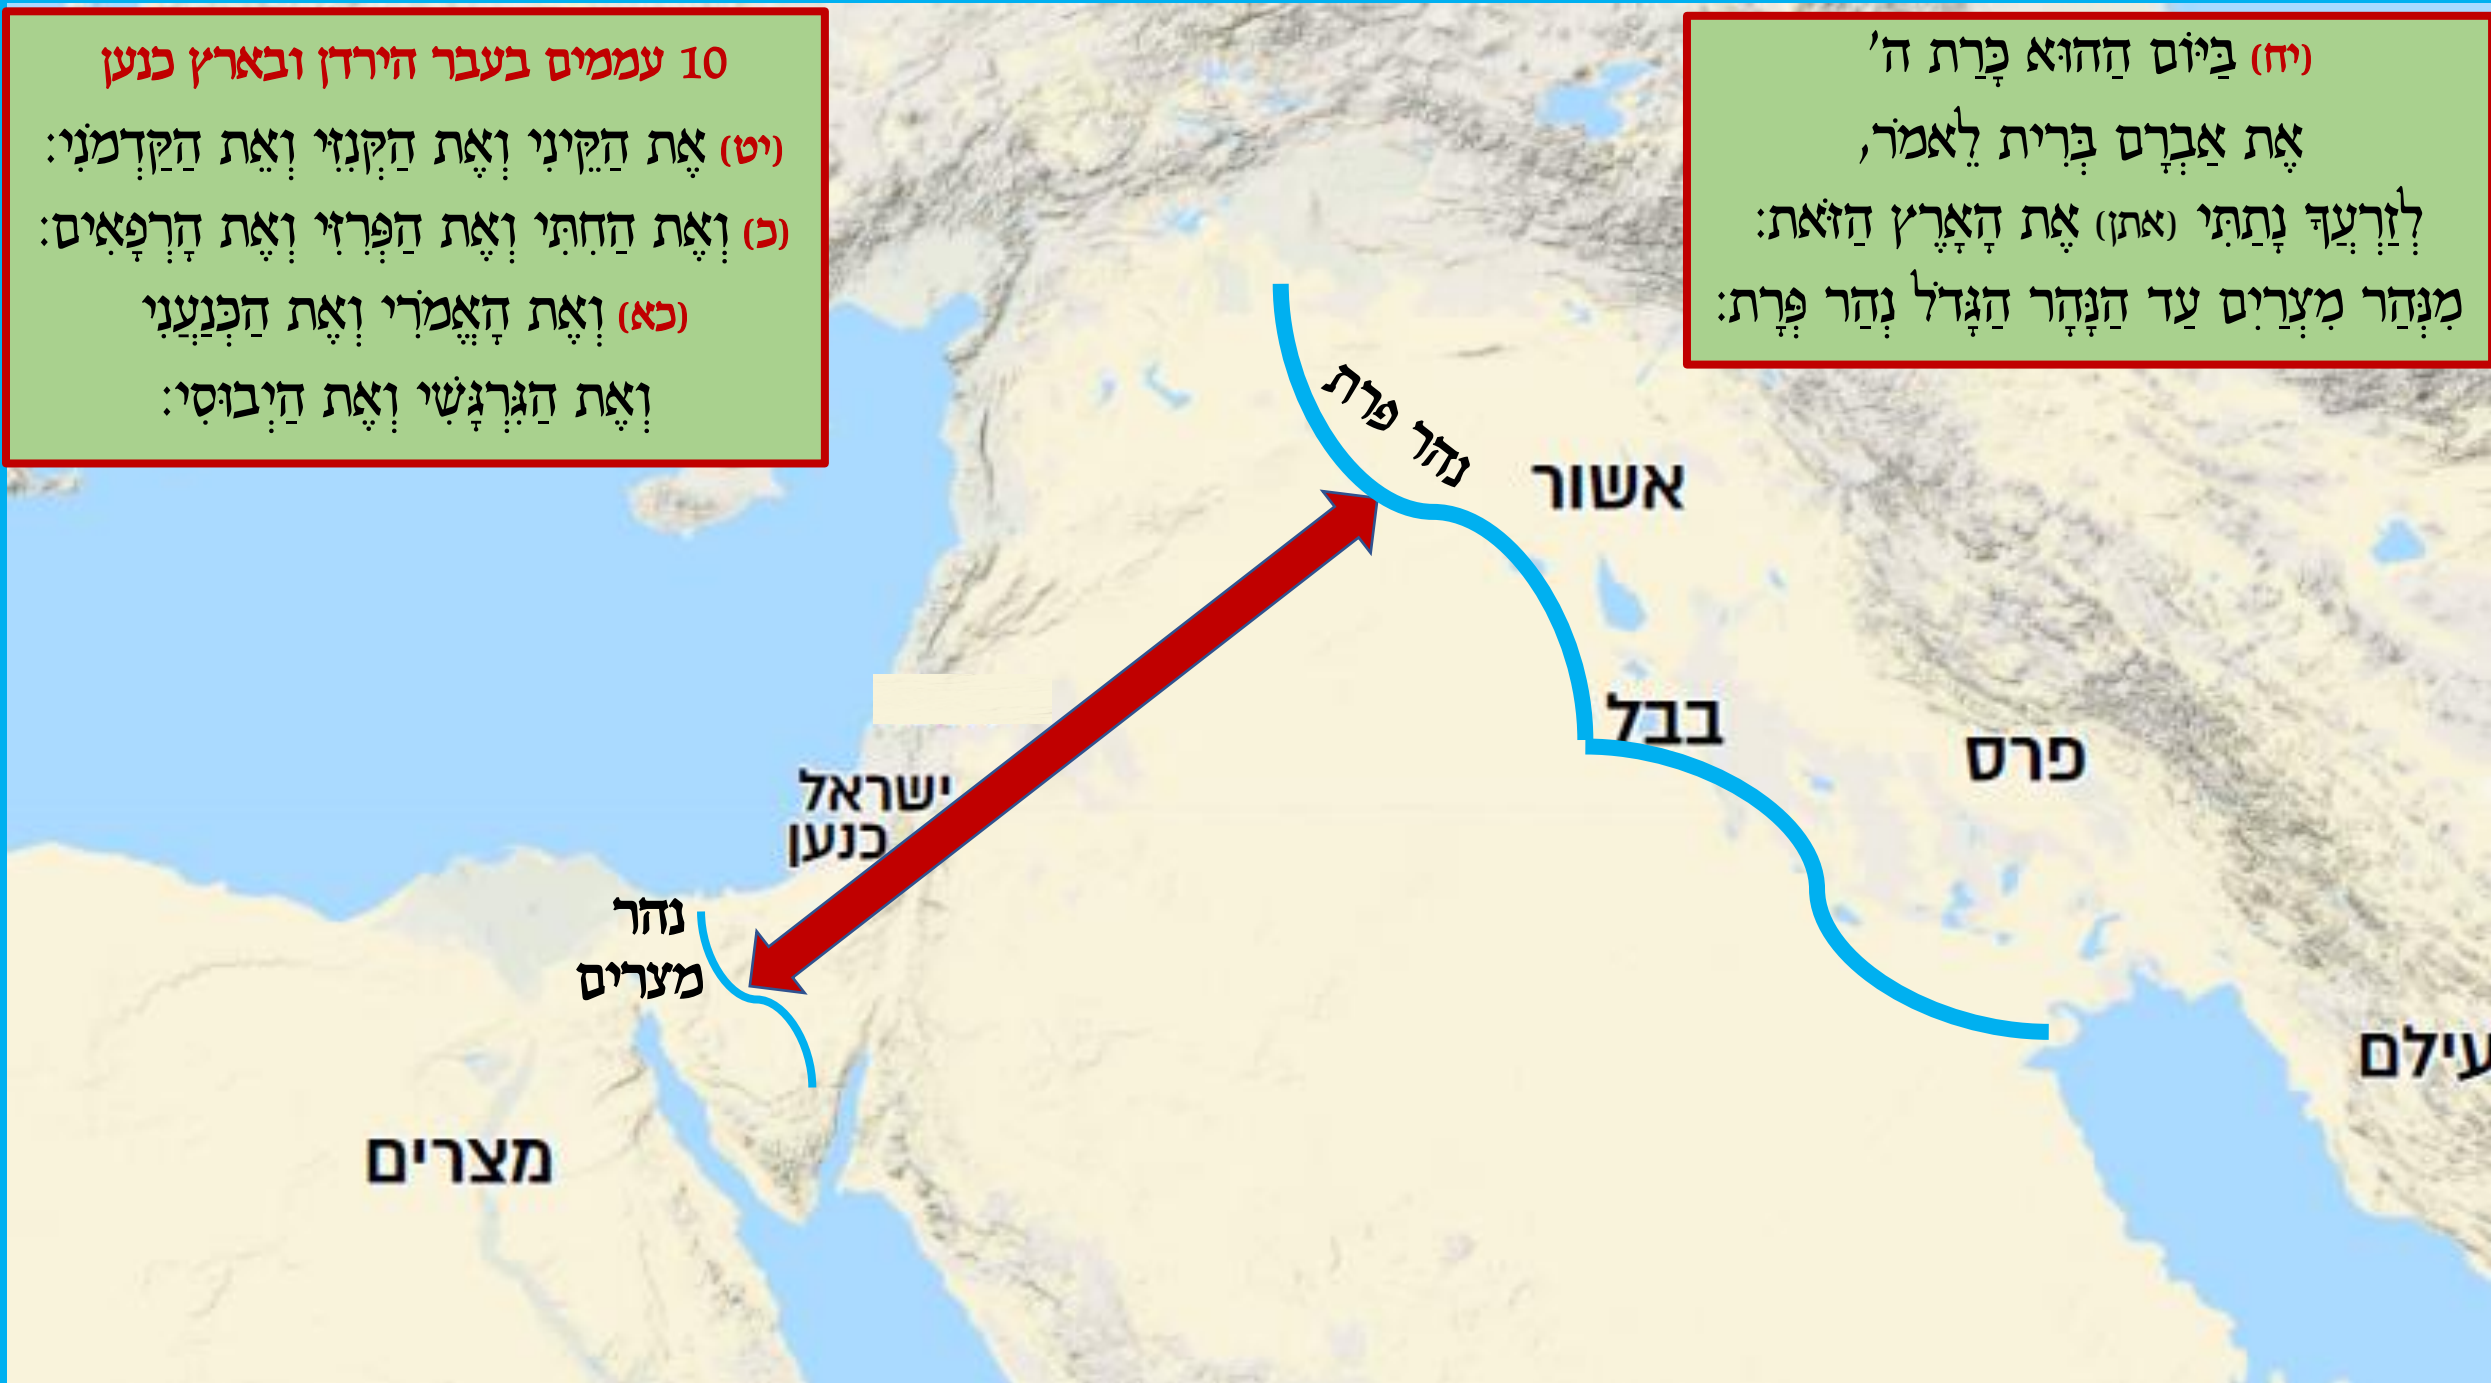 (יח) בַּיּוֹם הַהוּא כָּרַת ה'
אֶת אַבְרָם בְּרִית לֵאמֹר,
לְזַרְעֲךָ נָתַתִּי (אתן) אֶת הָאָרֶץ הַזֹּאת:
מִנְּהַר מִצְרַיִם עַד הַנָּהָר הַגָּדֹל נְהַר פְּרָת:
10 עממים בעבר הירדן ובארץ כנען
(יט) אֶת הַקֵּינִי וְאֶת הַקְּנִזִּי וְאֵת הַקַּדְמֹנִי:
(כ) וְאֶת הַחִתִּי וְאֶת הַפְּרִזִּי וְאֶת הָרְפָאִים:
(כא) וְאֶת הָאֱמֹרִי וְאֶת הַכְּנַעֲנִי
וְאֶת הַגִּרְגָּשִׁי וְאֶת הַיְבוּסִי:
נהר פרת
אשור
בבל
פרס
ישראל
כנען
נהר
מצרים
עילם
מצרים